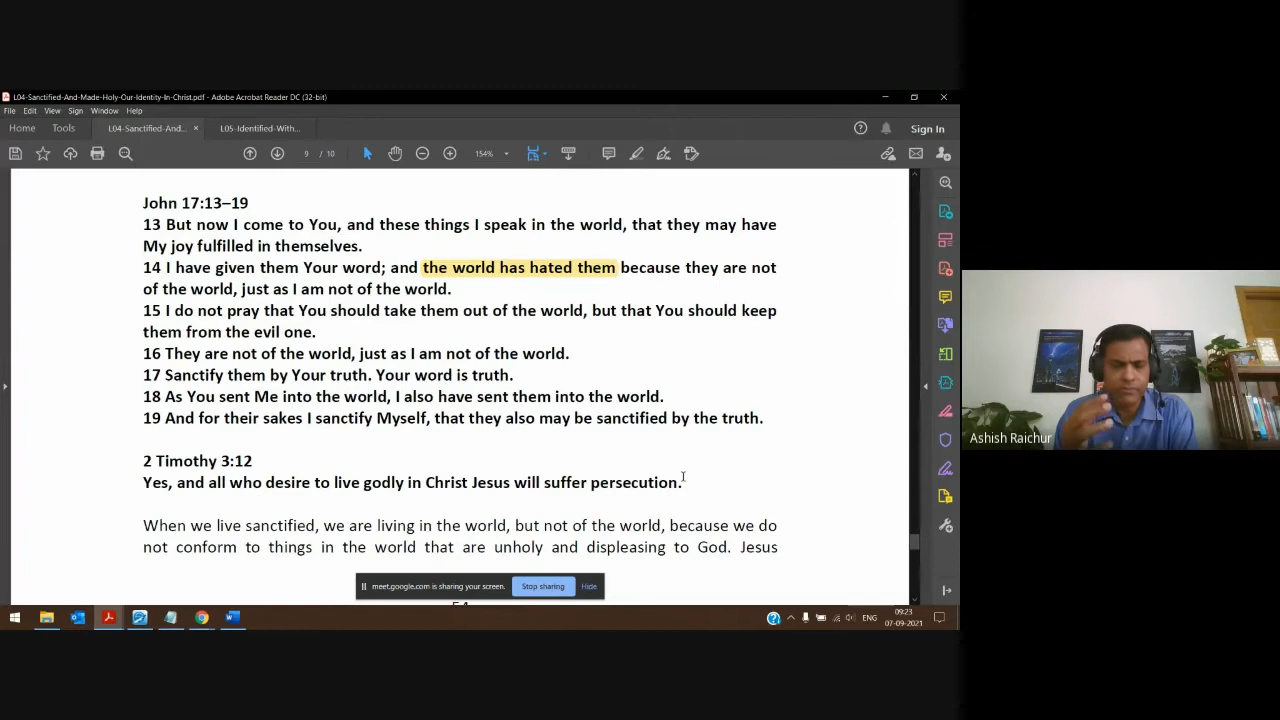 L04-Sanctified-And-Made-Holy-Our-Identity-In-Christ.pdf - Adobe Acrobat Reader DC (32-bit)
File Edit View Sign Window Help
Home Tools L04-Sanctified-And... × L05-Identified-With... Sign In
9 / 10 154%
John 17:13–19
13 But now I come to You, and these things I speak in the world, that they may have
My joy fulfilled in themselves.
14 I have given them Your word; and the world has hated them because they are not
of the world, just as I am not of the world.
15 I do not pray that You should take them out of the world, but that You should keep
them from the evil one.
16 They are not of the world, just as I am not of the world.
17 Sanctify them by Your truth. Your word is truth.
18 As You sent Me into the world, I also have sent them into the world.
19 And for their sakes I sanctify Myself, that they also may be sanctified by the truth.
2 Timothy 3:12
Yes, and all who desire to live godly in Christ Jesus will suffer persecution.
When we live sanctified, we are living in the world, but not of the world, because we do
not conform to things in the world that are unholy and displeasing to God. Jesus
meet.google.com is sharing your screen. Stop sharing Hide
ENG
09:23
07-09-2021
Ashish Raichur